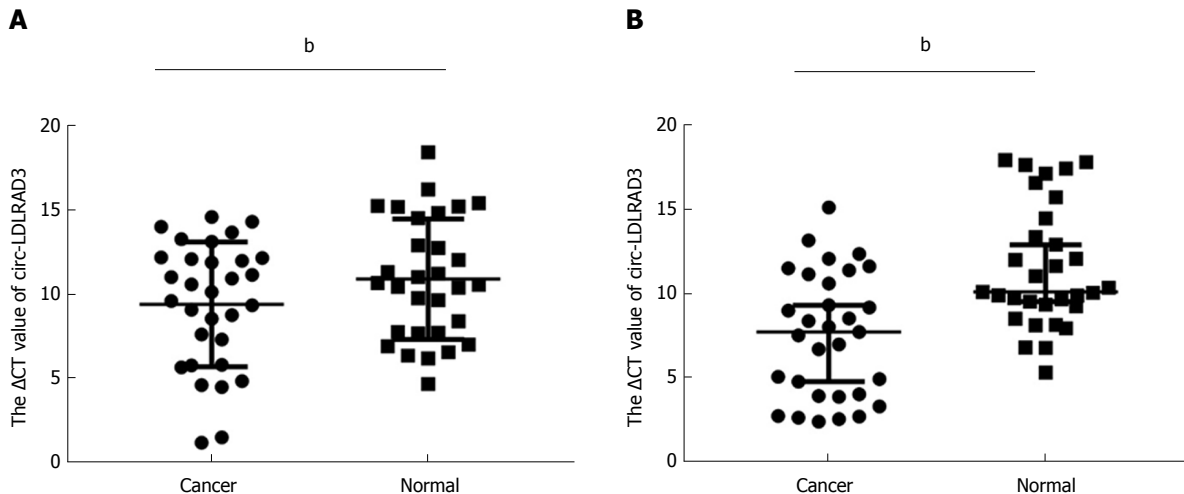 A
b
The ΔCT value of circ-LDLRAD3
20
15
10
5
0
Cancer
Normal
B
b
The ΔCT value of circ-LDLRAD3
20
15
10
5
0
Cancer
Normal